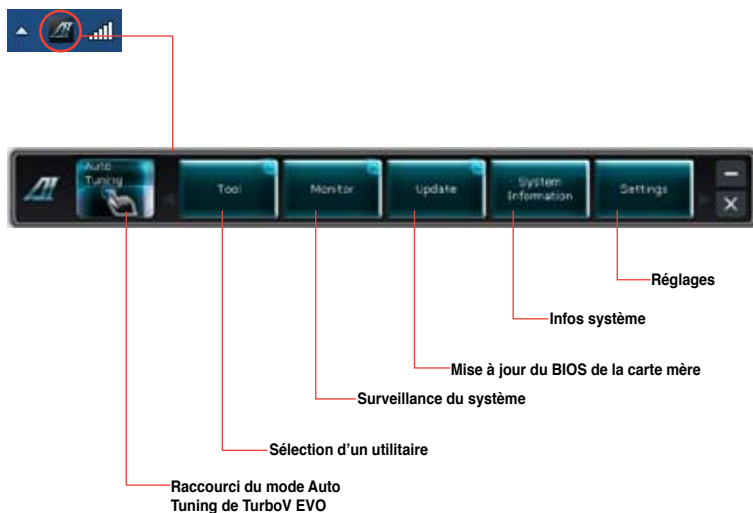 Auto
Tuning
Tool
Monitor
Update
System
Information
Settings
Réglages
Infos système
Mise à jour du BIOS de la carte mère
Surveillance du système
Sélection d'un utilitaire
Raccourci du mode Auto
Tuning de TurboV EVO